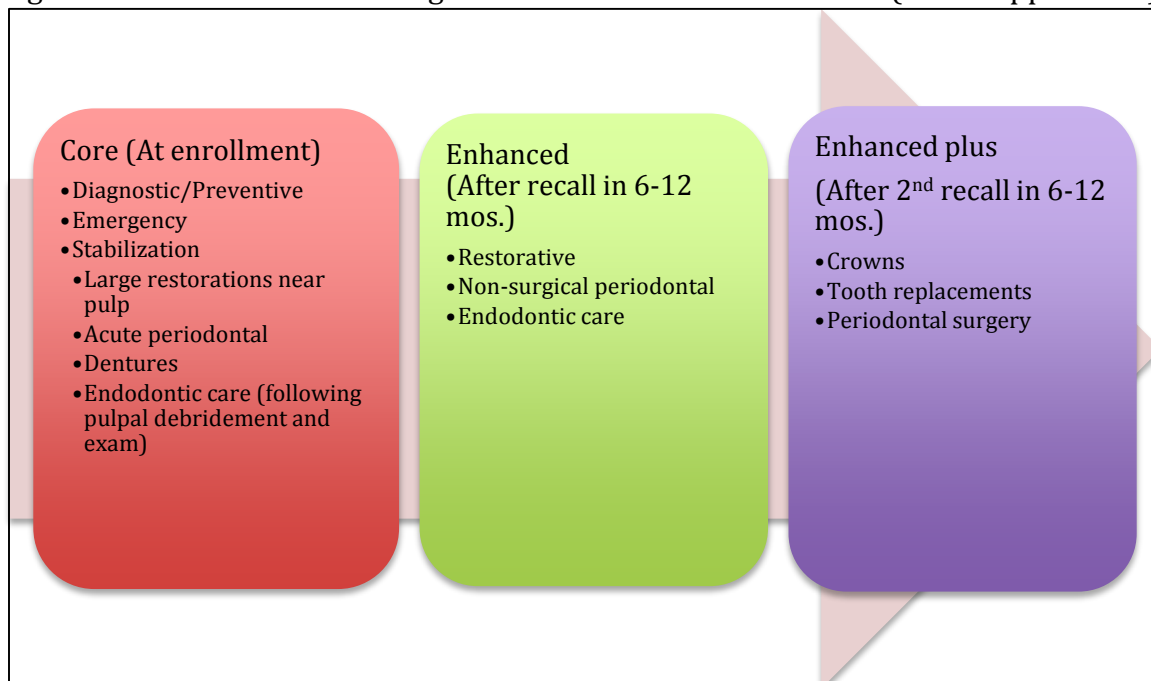 Core (At enrollment)
•Diagnostic/Preventive
•Emergency
•Stabilization
•Large restorations near
pulp
•Acute periodontal
•Dentures
•Endodontic care (following
pulpal debridement and
exam)
Enhanced
(After recall in 6-12
mos.)
•Restorative
•Non-surgical periodontal
•Endodontic care
Enhanced plus
(After 2nd recall in 6-12
mos.)
•Crowns
•Tooth replacements
•Periodontal surgery